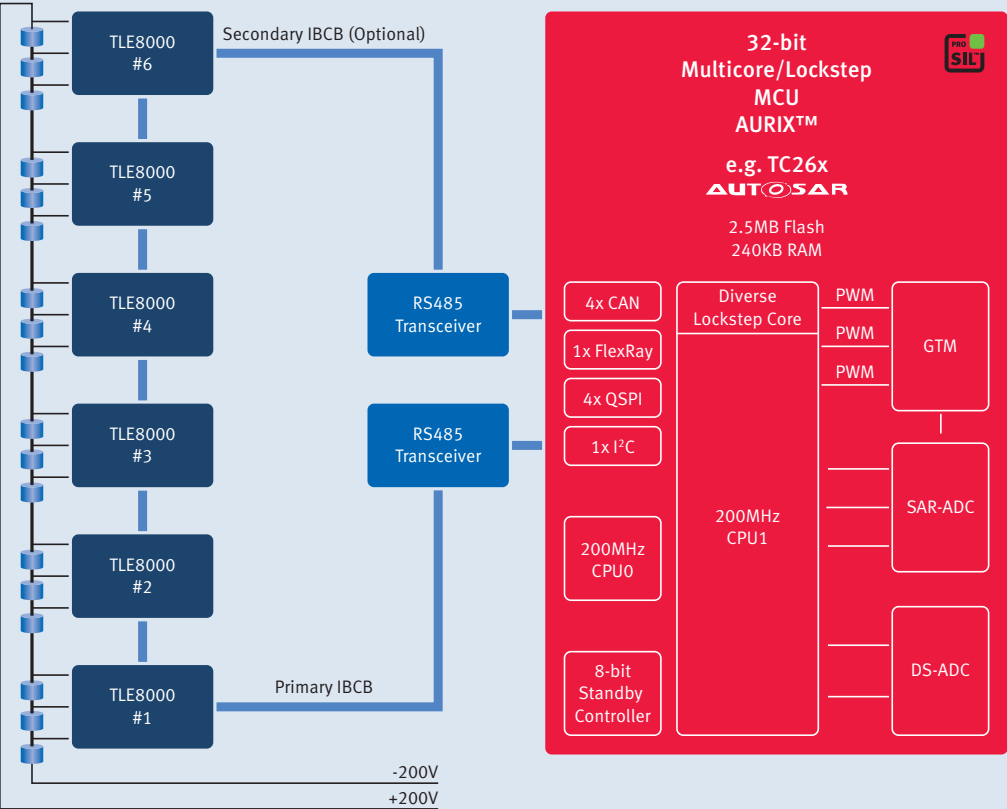 TLE8000
#6
Secondary IBCB (Optional)
TLE8000
#5
TLE8000
#4
TLE8000
#3
TLE8000
#2
TLE8000
#1
Primary IBCB
-200V
+200V
RS485
Transceiver
RS485
Transceiver
32-bit
Multicore/Lockstep
MCU
AURIX™
PRO
SIL™
e.g. TC26x
AUTOSAR
2.5MB Flash
240KB RAM
4x CAN
1x FlexRay
4x QSPI
1x I²C
200MHz
CPU0
8-bit
Standby
Controller
Diverse
Lockstep Core
200MHz
CPU1
PWM
PWM
PWM
GTM
SAR-ADC
DS-ADC